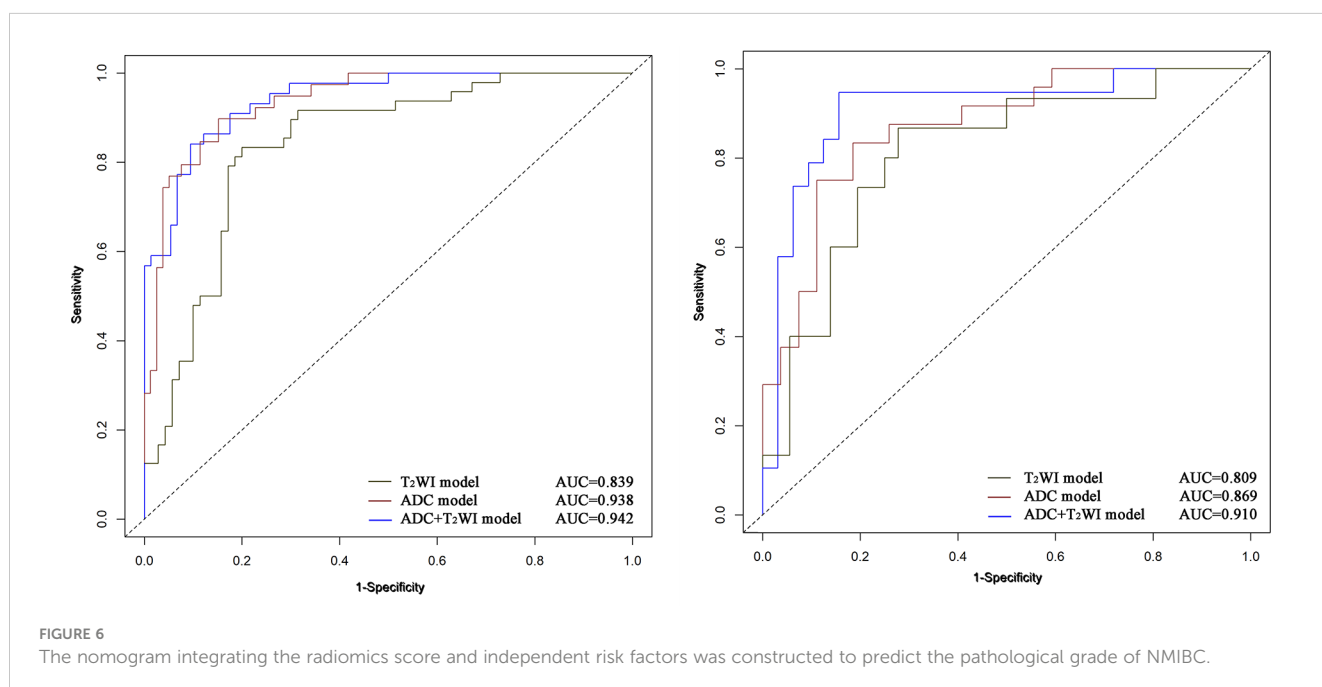 1.0
0.8
0.6
0.4
0.2
0.0
Sensitivity
T2WI model AUC=0.839
ADC model AUC=0.938
ADC+T2WI model AUC=0.942
0.0 0.2 0.4 0.6 0.8 1.0
1-Specificity
1.0
0.8
0.6
0.4
0.2
0.0
Sensitivity
T2WI model AUC=0.809
ADC model AUC=0.869
ADC+T2WI model AUC=0.910
0.0 0.2 0.4 0.6 0.8 1.0
1-Specificity
FIGURE 6
The nomogram integrating the radiomics score and independent risk factors was constructed to predict the pathological grade of NMIBC.